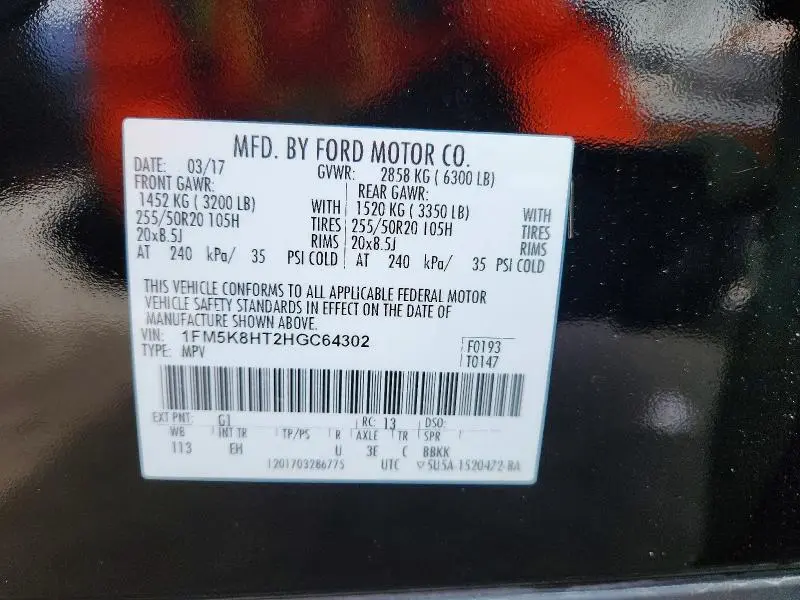 MFD. BY FORD MOTOR CO.
DATE: 03/17 GVWR: 2858 KG ( 6300 LB)
FRONT GAWR: REAR GAWR:
1452 KG ( 3200 LB) WITH 1520 KG ( 3350 LB) WITH
255/50R20 105H TIRES 255/50R20 105H TIRES
20x8.5J RIMS 20x8.5J RIMS
AT 240 kPa/ 35 PSI COLD AT 240 kPa/ 35 PSI COLD
THIS VEHICLE CONFORMS TO ALL APPLICABLE FEDERAL MOTOR
VEHICLE SAFETY STANDARDS IN EFFECT ON THE DATE OF
MANUFACTURE SHOWN ABOVE.
VIN: 1FM5K8HT2HGC64302
TYPE: MPV
F0193
T0147
EXT PNT: G1 RC: 13 DSO:
WB INT TR TP/PS R AXLE TR SPR
113 EH U 3E C BBKK
1201703286775 UTC ▽5U5A-1520472-BA